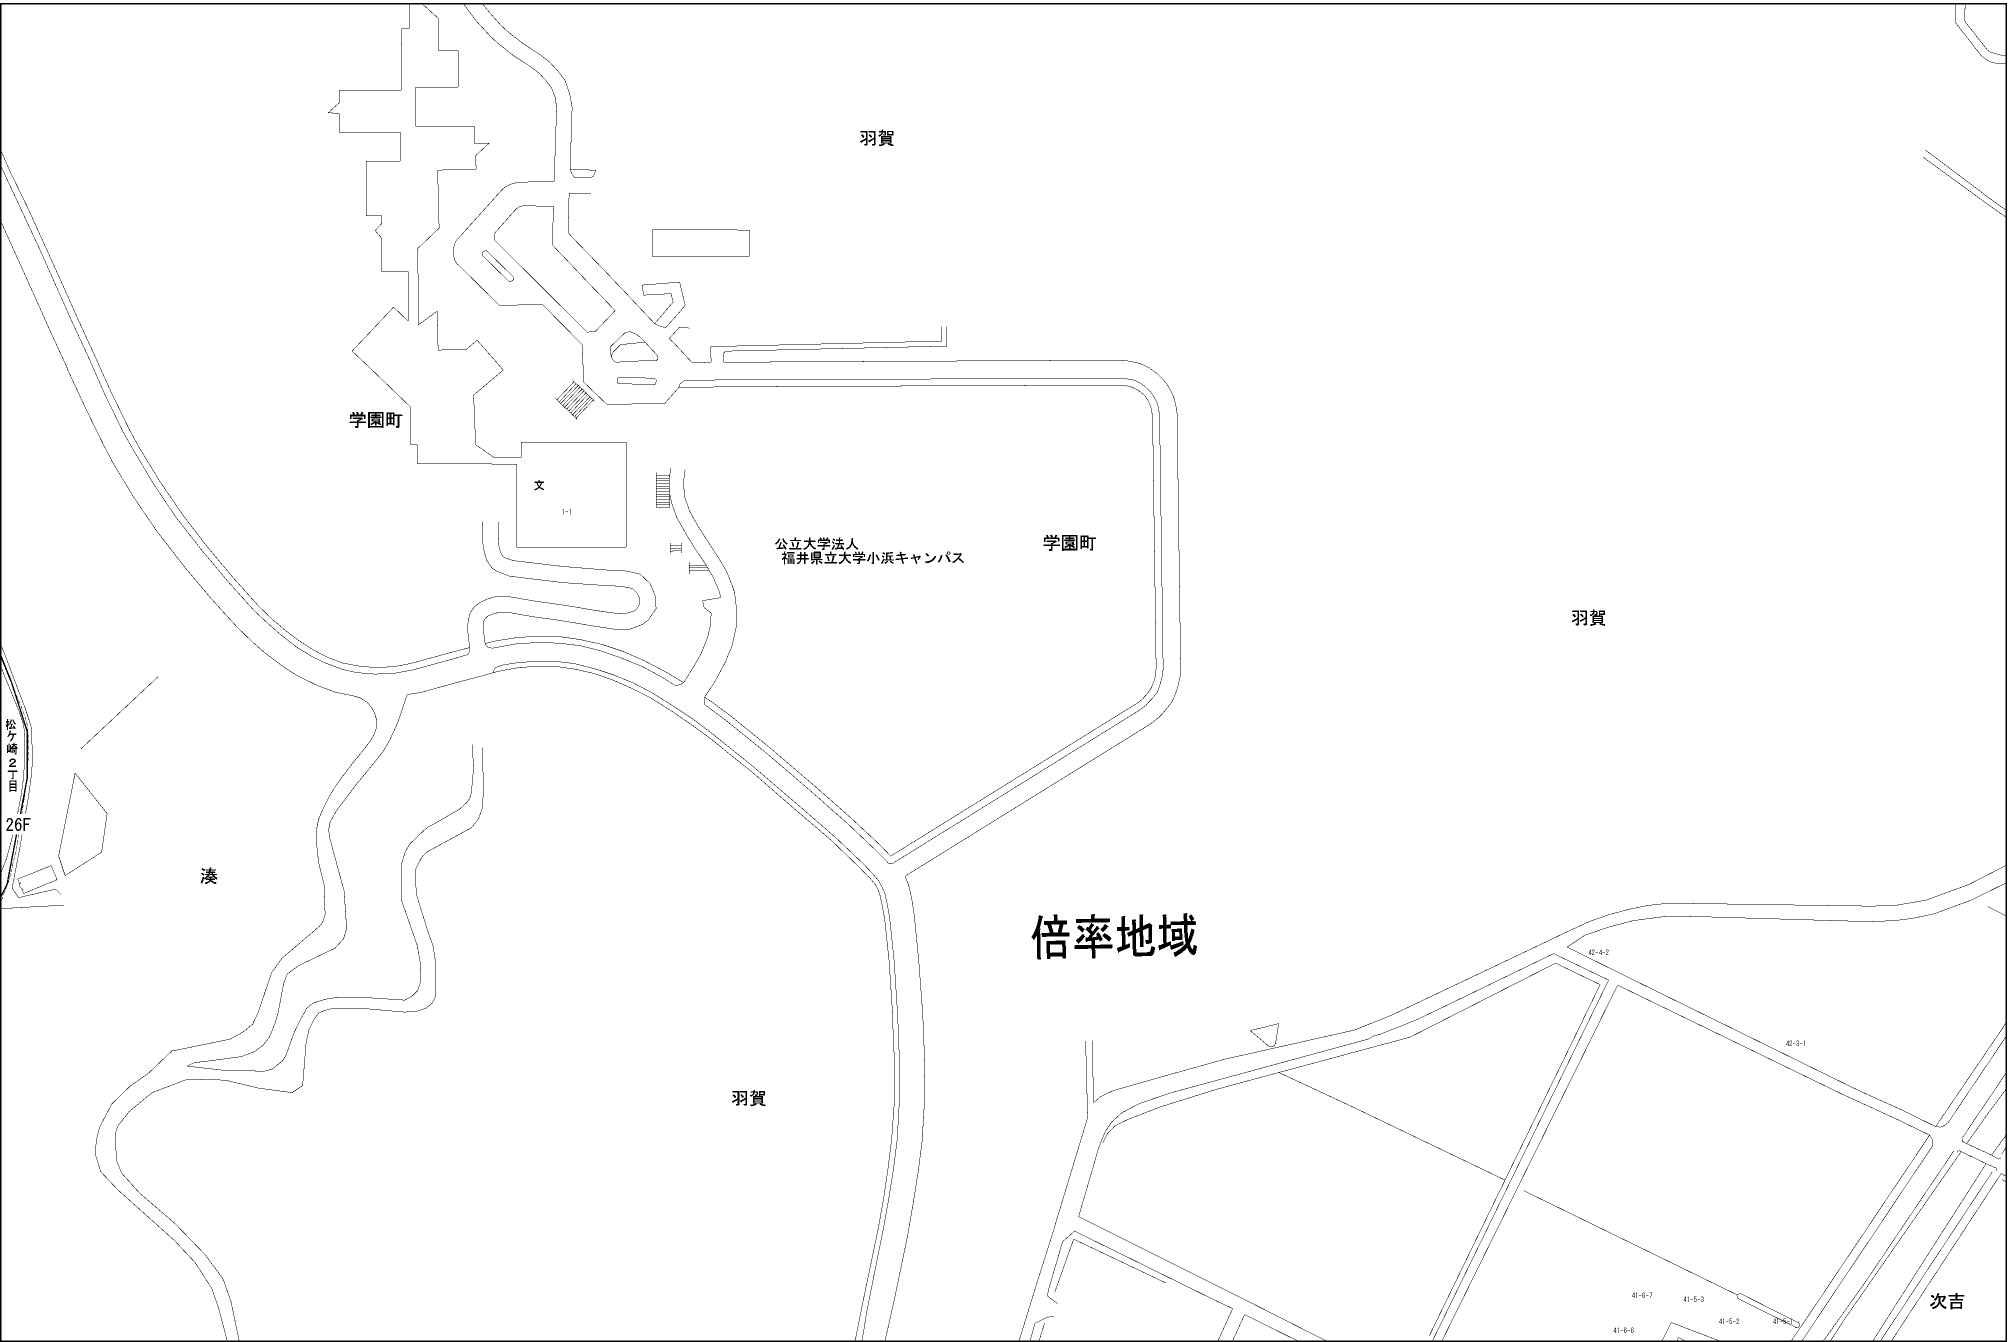 羽賀
学園町
文
1-1
公立大学法人
福井県立大学小浜キャンパス
学園町
羽賀
松ケ崎2丁目
26F
湊
倍率地域
42-4-2
42-3-1
羽賀
41-6-7
41-5-3
次吉
41-5-2
41-5-1
41-6-6